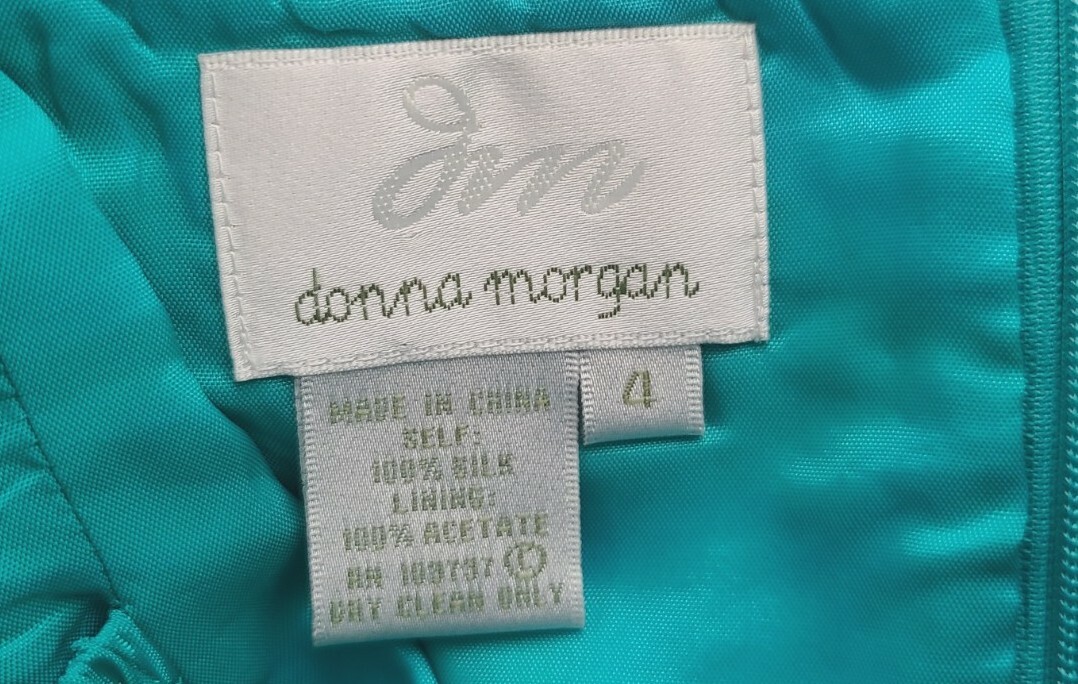 dm
donna morgan
4
MADE IN CHINA
SELF:
100% SILK
LINING:
100% ACETATE
RN 103797 Ⓛ
DRY CLEAN ONLY